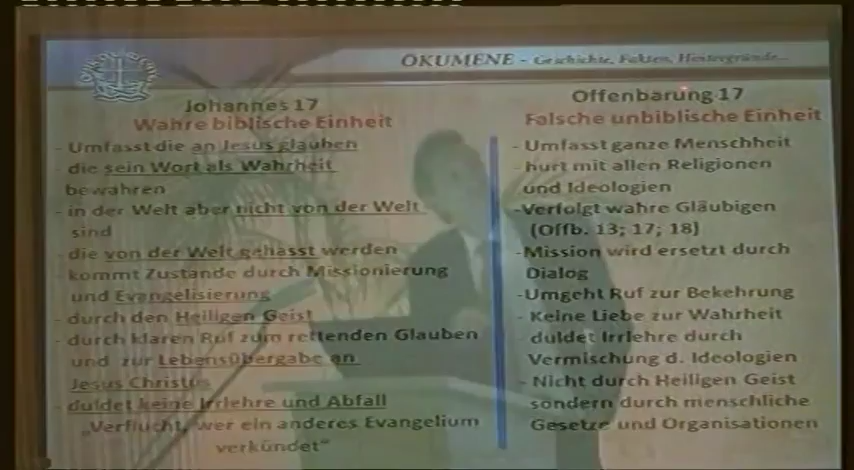 ÖKUMENE - Geschichte, Fakten, Hintergründe...
Johannes 17
Wahre biblische Einheit
- Umfasst die an Jesus glauben
- die sein Wort als Wahrheit
bewahren
- in der Welt aber nicht von der Welt
sind
- die von der Welt gehasst werden
- kommt Zustande durch Missionierung
und Evangelisierung
- durch den Heiligen Geist
- durch klaren Ruf zum rettenden Glauben
und zur Lebensübergabe an
Jesus Christus
- duldet keine Irrlehre und Abfall
„Verflucht, wer ein anderes Evangelium
verkündet“
Offenbarung 17
Falsche unbiblische Einheit
- Umfasst ganze Menschheit
- hurt mit allen Religionen
und Ideologien
-Verfolgt wahre Gläubigen
(Offb. 13; 17; 18)
-Mission wird ersetzt durch
Dialog
-Umgeht Ruf zur Bekehrung
- Keine Liebe zur Wahrheit
duldet Irrlehre durch
Vermischung d. Ideologien
- Nicht durch Heiligen Geist
sondern durch menschliche
Gesetze und Organisationen